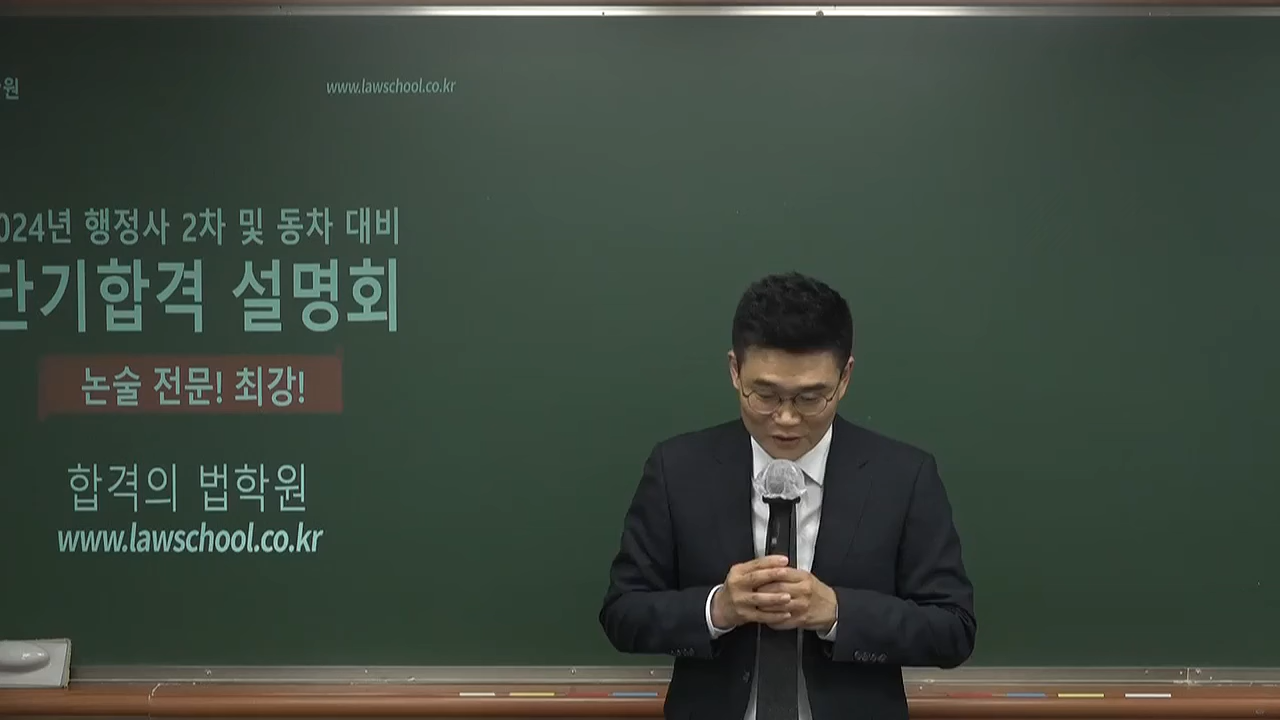 원 www.lawschool.co.kr
024년 행정사 2차 및 동차 대비
단기합격 설명회
논술 전문! 최강!
합격의 법학원
www.lawschool.co.kr